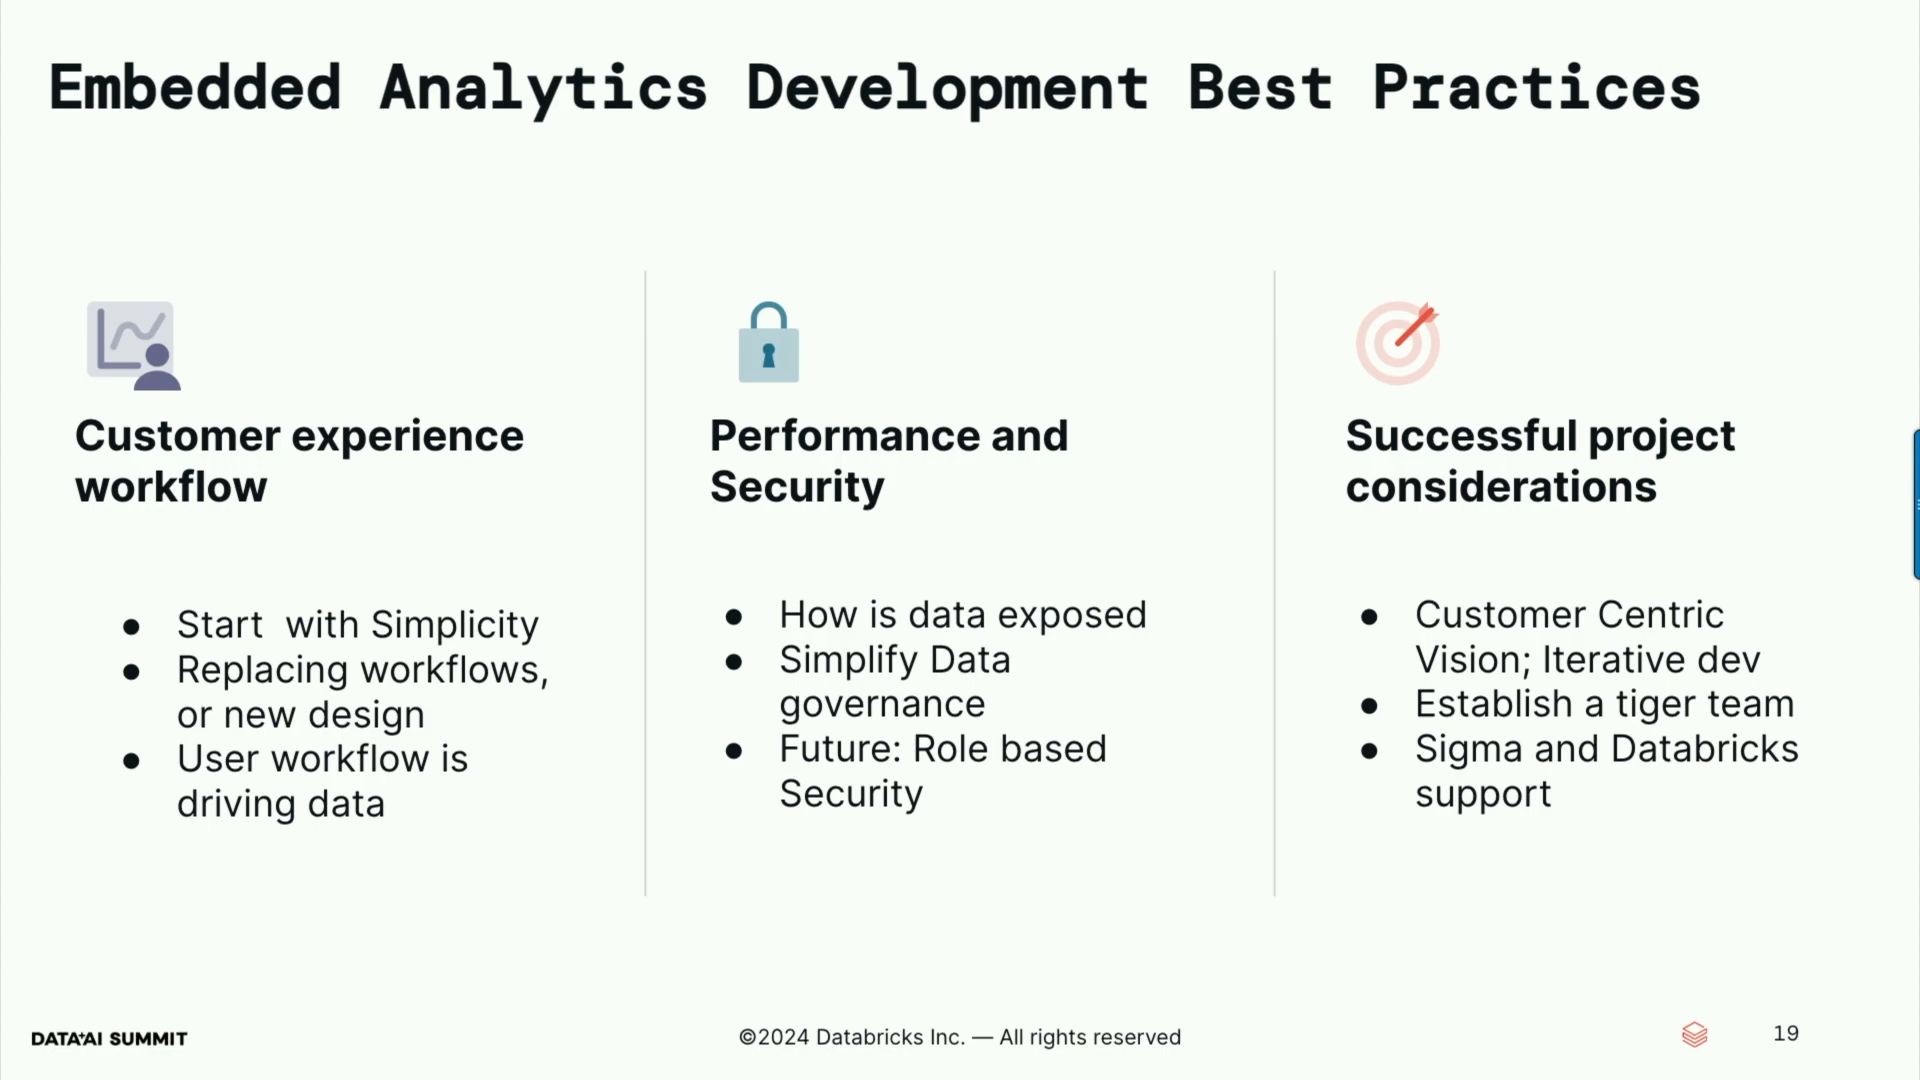 Embedded Analytics Development Best Practices
Customer experience
workflow
● Start  with Simplicity
● Replacing workflows,
or new design
● User workflow is
driving data
Performance and
Security
● How is data exposed
● Simplify Data
governance
● Future: Role based
Security
Successful project
considerations
● Customer Centric
Vision; Iterative dev
● Establish a tiger team
● Sigma and Databricks
support
DATA+AI SUMMIT
©2024 Databricks Inc. — All rights reserved
19